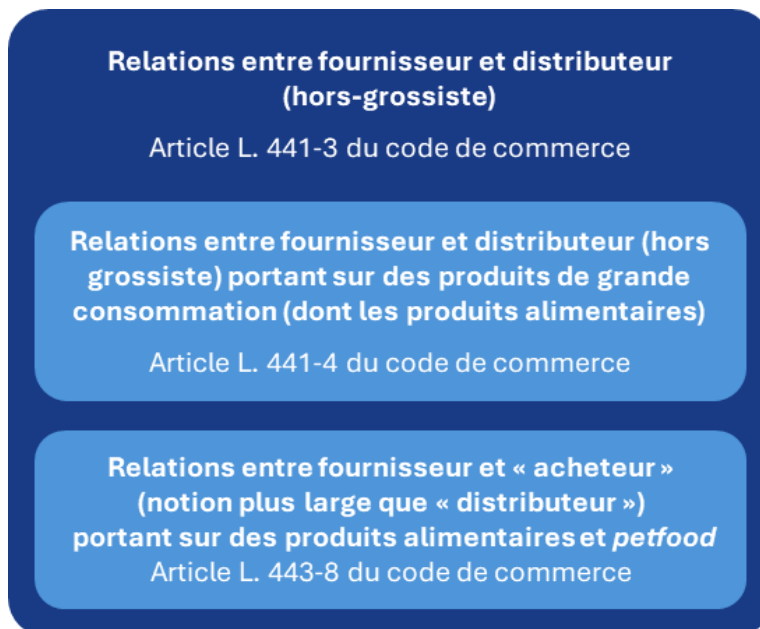 Relations entre fournisseur et distributeur
(hors-grossiste)
Article L. 441-3 du code de commerce
Relations entre fournisseur et distributeur (hors
grossiste) portant sur des produits de grande
consommation (dont les produits alimentaires)
Article L. 441-4 du code de commerce
Relations entre fournisseur et « acheteur »
(notion plus large que « distributeur »)
portant sur des produits alimentaires et petfood
Article L. 443-8 du code de commerce